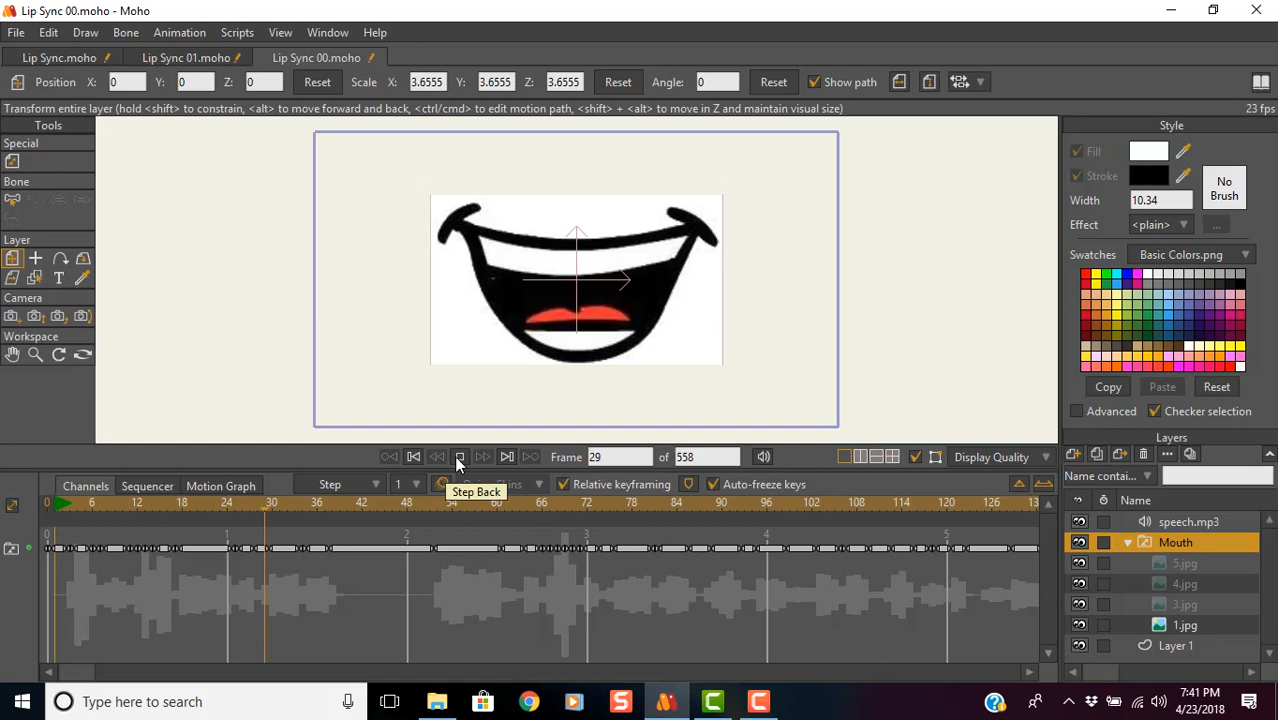 Lip Sync 00.moho - Moho
File Edit Draw Bone Animation Scripts View Window Help
Lip Sync.moho Lip Sync 01.moho Lip Sync 00.moho
Position X: 0 Y: 0 Z: 0 Reset Scale X: 3.6555 Y: 3.6555 Z: 3.6555 Reset Angle: 0 Reset Show path
Transform entire layer (hold <shift> to constrain, <alt> to move forward and back, <ctrl/cmd> to edit motion path, <shift> + <alt> to move in Z and maintain visual size) 23 fps
Tools
Special
Bone
Layer
Camera
Workspace
Style
Fill
Stroke
Width
10.34
No
Brush
Effect <plain> ...
Swatches Basic Colors.png
Copy Paste Reset
Advanced Checker selection
Layers
Name contai...
Name
speech.mp3
Mouth
5.jpg
4.jpg
3.jpg
1.jpg
Layer 1
Frame 29 of 558 Display Quality
Channels Sequencer Motion Graph Step 1 Skins Relative keyframing Auto-freeze keys
Step Back
0 6 12 18 24 30 36 42 48 54 60 66 72 78 84 90 96 102 108 114 120 126 13
0 1 2 3 4 5
Type here to search
7:41 PM
4/23/2018